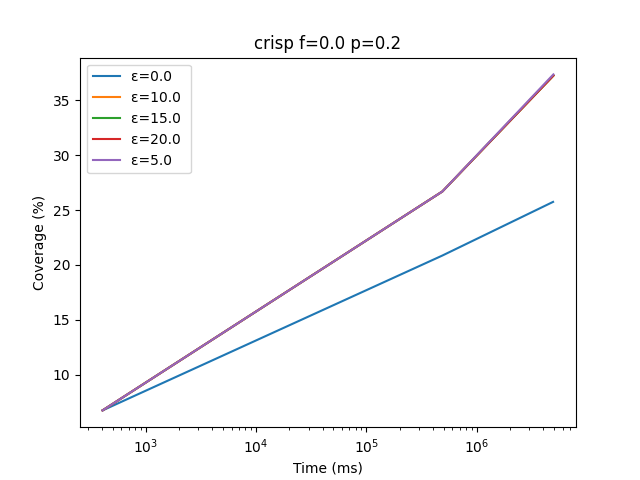 crisp f=0.0 p=0.2
ε=0.0
ε=10.0
ε=15.0
ε=20.0
ε=5.0
35
30
25
20
15
10
Coverage (%)
10³ 10⁴ 10⁵ 10⁶
Time (ms)